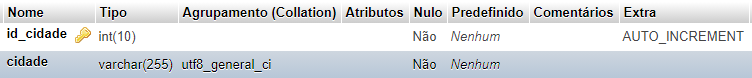 Nome Tipo Agrupamento (Collation) Atributos Nulo Predefinido Comentários Extra
id_cidade int(10) Não Nenhum AUTO_INCREMENT
cidade varchar(255) utf8_general_ci Não Nenhum